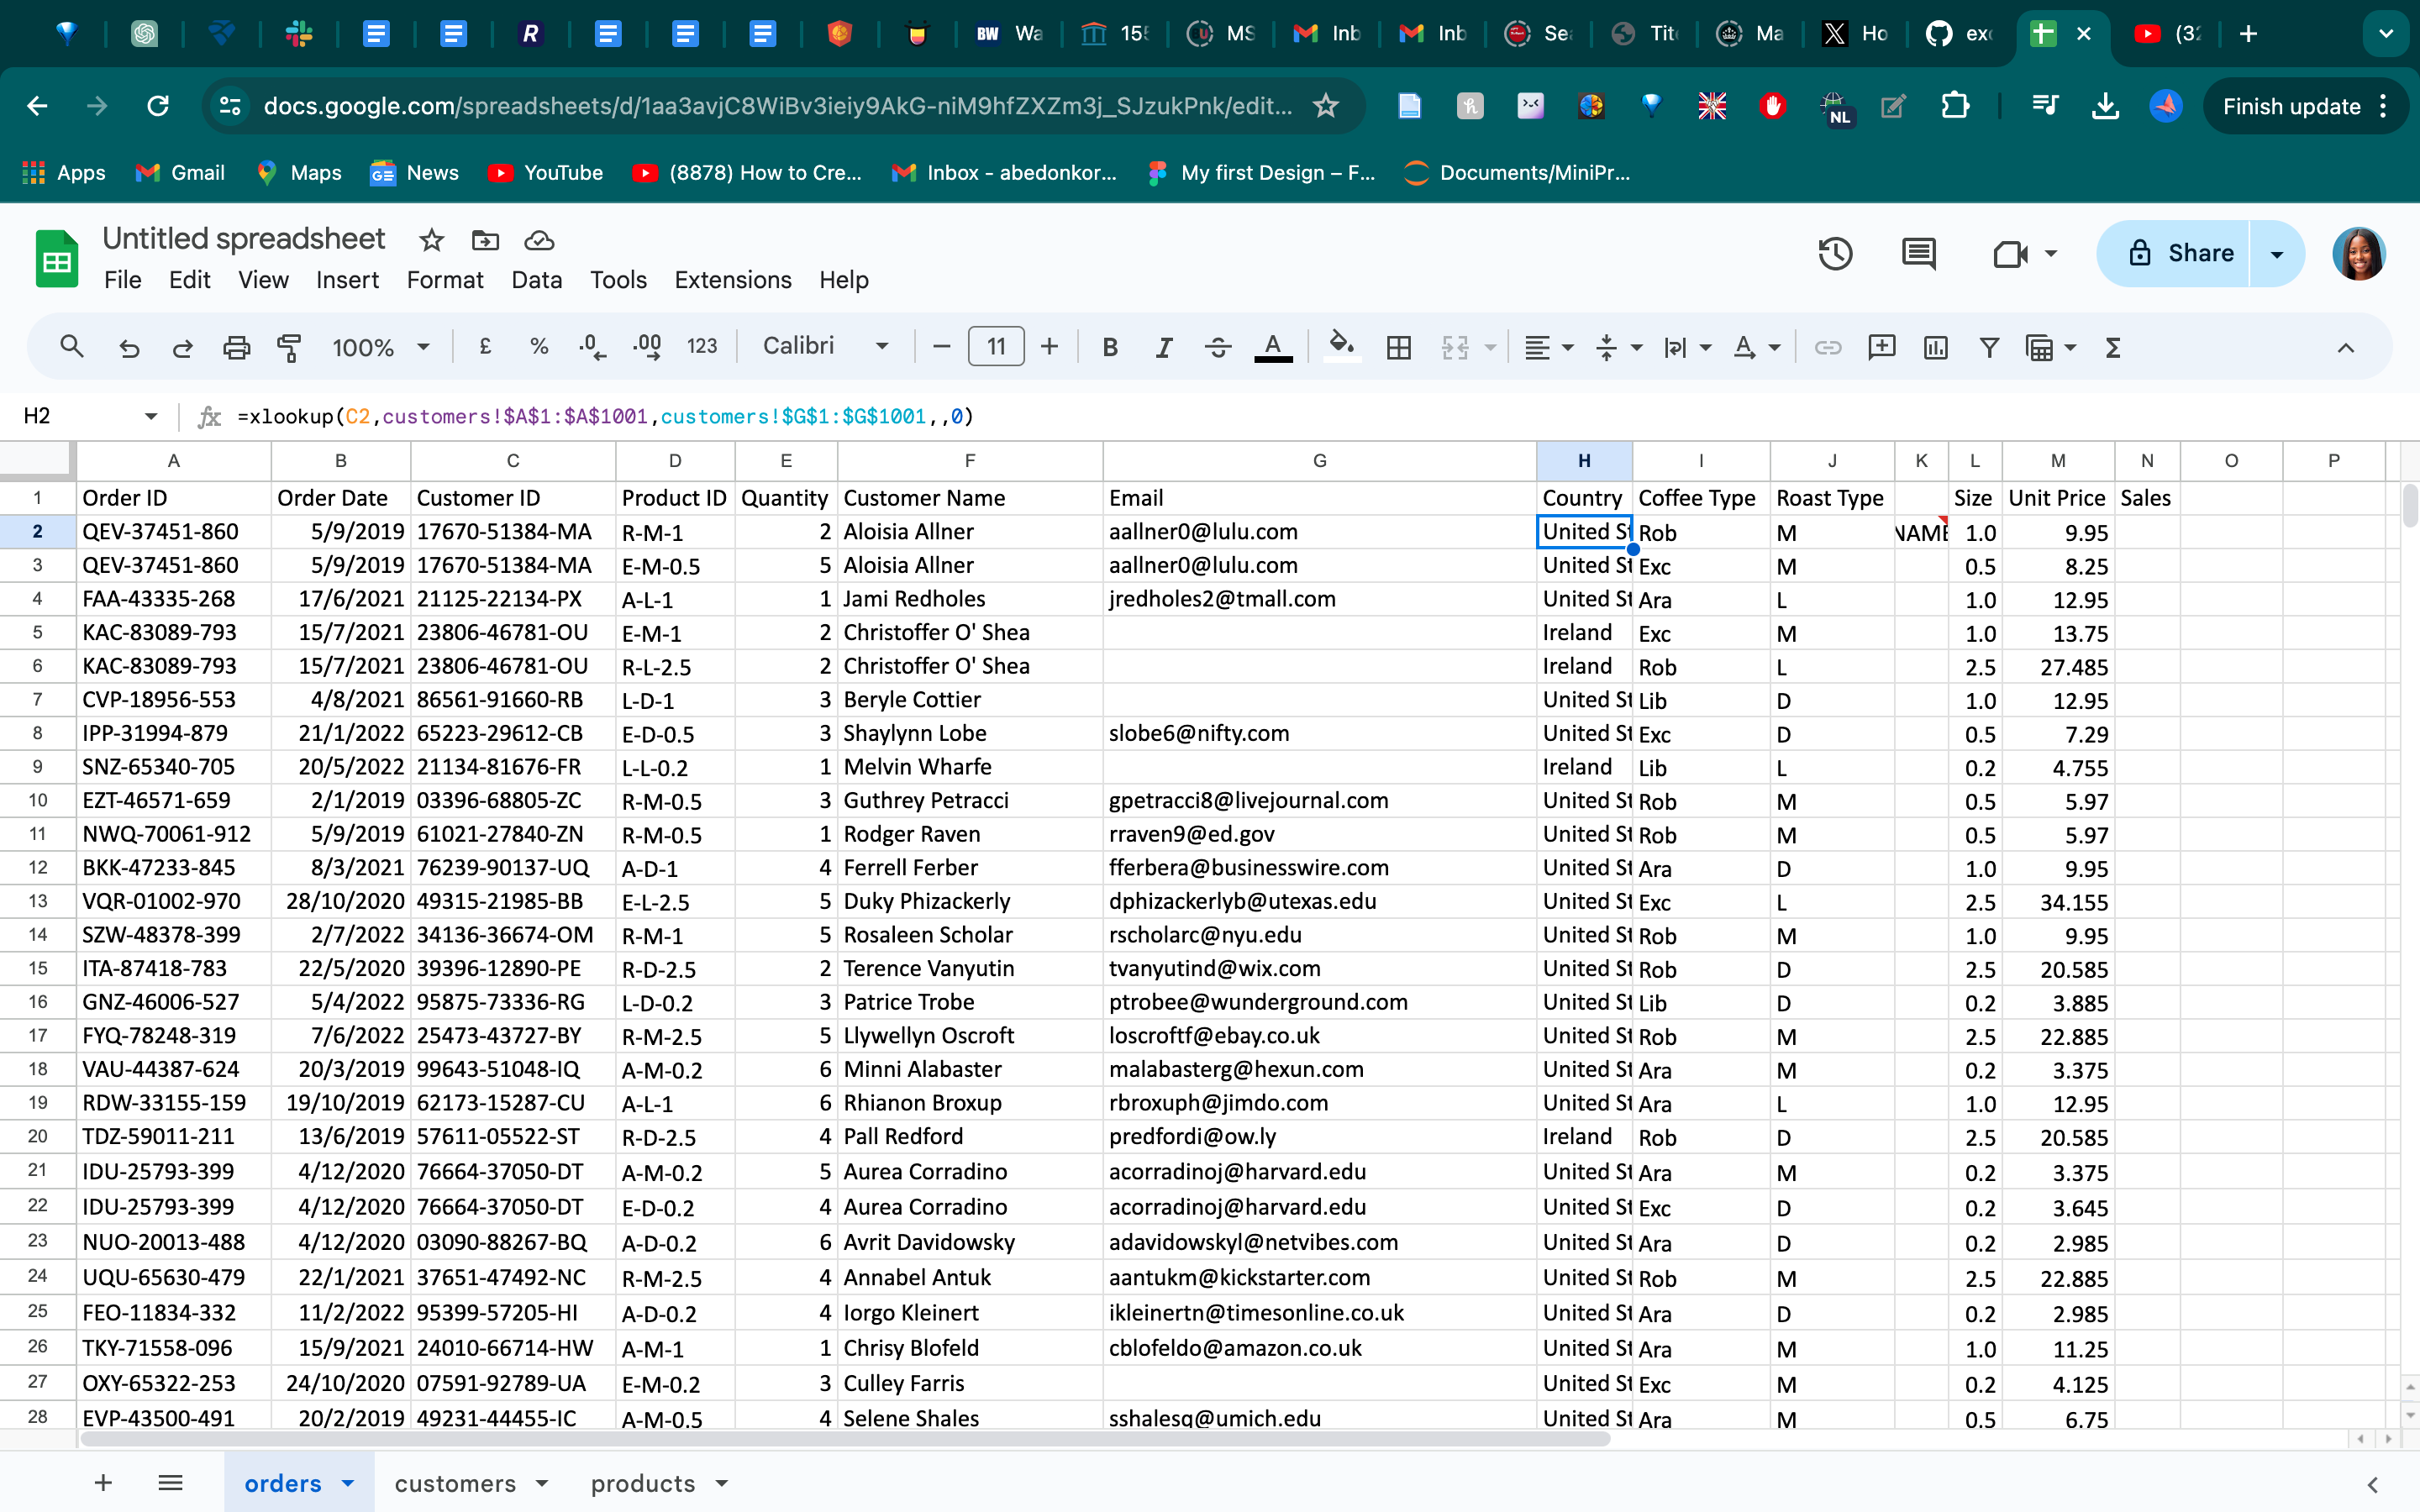 BW Wa 155 MS Inb Inb Se Tit Ma Ho exc (32
docs.google.com/spreadsheets/d/1aa3avjC8WiBv3ieiy9AkG-niM9hfZXZm3j_SJzukPnk/edit... NL Finish update
Apps Gmail Maps News YouTube (8878) How to Cre... Inbox - abedonkor... My first Design – F... Documents/MiniPr...
Untitled spreadsheet
File Edit View Insert Format Data Tools Extensions Help
Share
100% £ % .0 .00 123 Calibri 11 B I A
H2 fx =xlookup(C2,customers!$A$1:$A$1001,customers!$G$1:$G$1001,,0)
A B C D E F G H I J K L M N O P
1 Order ID Order Date Customer ID Product ID Quantity Customer Name Email Country Coffee Type Roast Type Size Unit Price Sales
2 QEV-37451-860 5/9/2019 17670-51384-MA R-M-1 2 Aloisia Allner aallner0@lulu.com United St Rob M NAME 1.0 9.95
3 QEV-37451-860 5/9/2019 17670-51384-MA E-M-0.5 5 Aloisia Allner aallner0@lulu.com United St Exc M 0.5 8.25
4 FAA-43335-268 17/6/2021 21125-22134-PX A-L-1 1 Jami Redholes jredholes2@tmall.com United St Ara L 1.0 12.95
5 KAC-83089-793 15/7/2021 23806-46781-OU E-M-1 2 Christoffer O' Shea Ireland Exc M 1.0 13.75
6 KAC-83089-793 15/7/2021 23806-46781-OU R-L-2.5 2 Christoffer O' Shea Ireland Rob L 2.5 27.485
7 CVP-18956-553 4/8/2021 86561-91660-RB L-D-1 3 Beryle Cottier United St Lib D 1.0 12.95
8 IPP-31994-879 21/1/2022 65223-29612-CB E-D-0.5 3 Shaylynn Lobe slobe6@nifty.com United St Exc D 0.5 7.29
9 SNZ-65340-705 20/5/2022 21134-81676-FR L-L-0.2 1 Melvin Wharfe Ireland Lib L 0.2 4.755
10 EZT-46571-659 2/1/2019 03396-68805-ZC R-M-0.5 3 Guthrey Petracci gpetracci8@livejournal.com United St Rob M 0.5 5.97
11 NWQ-70061-912 5/9/2019 61021-27840-ZN R-M-0.5 1 Rodger Raven rraven9@ed.gov United St Rob M 0.5 5.97
12 BKK-47233-845 8/3/2021 76239-90137-UQ A-D-1 4 Ferrell Ferber fferbera@businesswire.com United St Ara D 1.0 9.95
13 VQR-01002-970 28/10/2020 49315-21985-BB E-L-2.5 5 Duky Phizackerly dphizackerlyb@utexas.edu United St Exc L 2.5 34.155
14 SZW-48378-399 2/7/2022 34136-36674-OM R-M-1 5 Rosaleen Scholar rscholarc@nyu.edu United St Rob M 1.0 9.95
15 ITA-87418-783 22/5/2020 39396-12890-PE R-D-2.5 2 Terence Vanyutin tvanyutind@wix.com United St Rob D 2.5 20.585
16 GNZ-46006-527 5/4/2022 95875-73336-RG L-D-0.2 3 Patrice Trobe ptrobee@wunderground.com United St Lib D 0.2 3.885
17 FYQ-78248-319 7/6/2022 25473-43727-BY R-M-2.5 5 Llywellyn Oscroft loscroftf@ebay.co.uk United St Rob M 2.5 22.885
18 VAU-44387-624 20/3/2019 99643-51048-IQ A-M-0.2 6 Minni Alabaster malabasterg@hexun.com United St Ara M 0.2 3.375
19 RDW-33155-159 19/10/2019 62173-15287-CU A-L-1 6 Rhianon Broxup rbroxuph@jimdo.com United St Ara L 1.0 12.95
20 TDZ-59011-211 13/6/2019 57611-05522-ST R-D-2.5 4 Pall Redford predfordi@ow.ly Ireland Rob D 2.5 20.585
21 IDU-25793-399 4/12/2020 76664-37050-DT A-M-0.2 5 Aurea Corradino acorradinoj@harvard.edu United St Ara M 0.2 3.375
22 IDU-25793-399 4/12/2020 76664-37050-DT E-D-0.2 4 Aurea Corradino acorradinoj@harvard.edu United St Exc D 0.2 3.645
23 NUO-20013-488 4/12/2020 03090-88267-BQ A-D-0.2 6 Avrit Davidowsky adavidowskyl@netvibes.com United St Ara D 0.2 2.985
24 UQU-65630-479 22/1/2021 37651-47492-NC R-M-2.5 4 Annabel Antuk aantukm@kickstarter.com United St Rob M 2.5 22.885
25 FEO-11834-332 11/2/2022 95399-57205-HI A-D-0.2 4 Iorgo Kleinert ikleinertn@timesonline.co.uk United St Ara D 0.2 2.985
26 TKY-71558-096 15/9/2021 24010-66714-HW A-M-1 1 Chrisy Blofeld cblofeldo@amazon.co.uk United St Ara M 1.0 11.25
27 OXY-65322-253 24/10/2020 07591-92789-UA E-M-0.2 3 Culley Farris United St Exc M 0.2 4.125
28 EVP-43500-491 20/2/2019 49231-44455-IC A-M-0.5 4 Selene Shales sshalesq@umich.edu United St Ara M 0.5 6.75
orders customers products